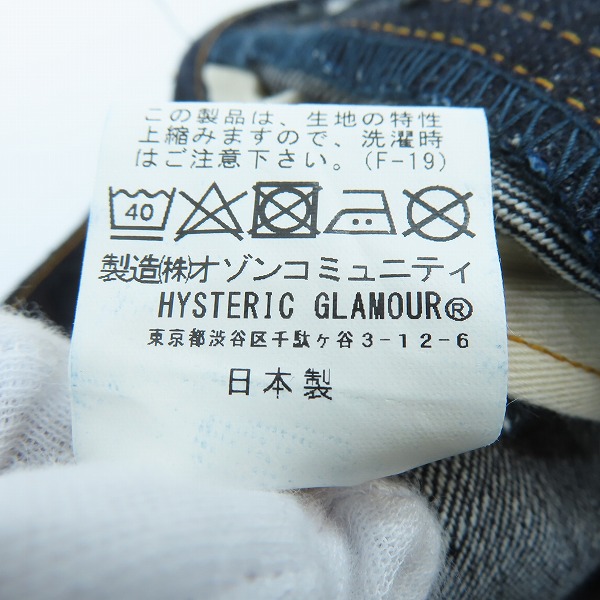 この製品は、生地の特性
上縮みますので、洗濯時
はご注意下さい。(F-19)
40
製造㈱オゾンコミュニティ
HYSTERIC GLAMOUR®
東京都渋谷区千駄ヶ谷3-12-6
日本製